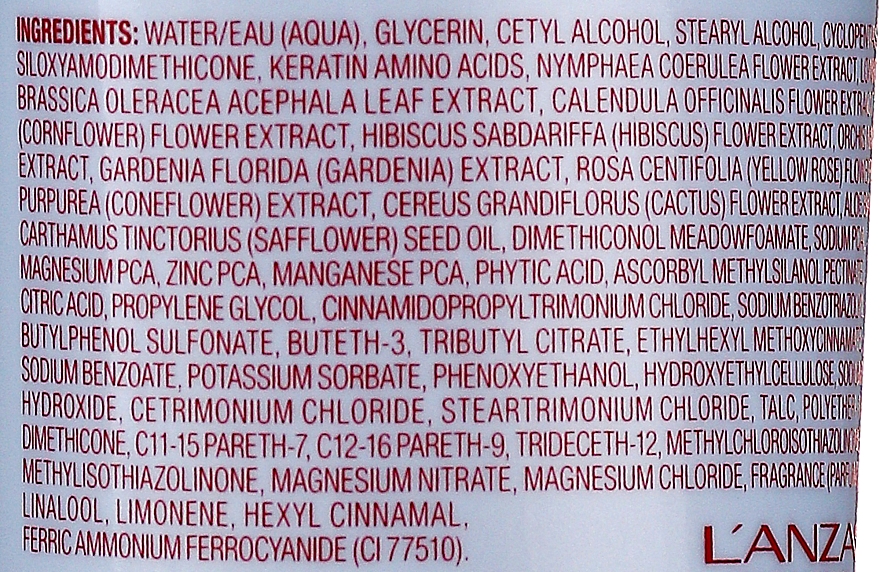 INGREDIENTS: WATER/EAU (AQUA), GLYCERIN, CETYL ALCOHOL, STEARYL ALCOHOL,
SILOXYAMODIMETHICONE, KERATIN AMINO ACIDS, NYMPHAEA COERULEA FLOWER EXTRACT,
BRASSICA OLERACEA ACEPHALA LEAF EXTRACT, CALENDULA OFFICINALIS FLOWER
(CORNFLOWER) FLOWER EXTRACT, HIBISCUS SABDARIFFA (HIBISCUS) FLOWER EXTRACT,
EXTRACT, GARDENIA FLORIDA (GARDENIA) EXTRACT, ROSA CENTIFOLIA (YELLOW ROSE)
PURPUREA (CONEFLOWER) EXTRACT, CEREUS GRANDIFLORUS (CACTUS) FLOWER EXTRACT,
CARTHAMUS TINCTORIUS (SAFFLOWER) SEED OIL, DIMETHICONOL MEADOWFOAMATE, SODIUM
MAGNESIUM PCA, ZINC PCA, MANGANESE PCA, PHYTIC ACID, ASCORBYL METHYLSILANOL
CITRIC ACID, PROPYLENE GLYCOL, CINNAMIDOPROPYLTRIMONIUM CHLORIDE, SODIUM
BUTYLPHENOL SULFONATE, BUTETH-3, TRIBUTYL CITRATE, ETHYLHEXYL
SODIUM BENZOATE, POTASSIUM SORBATE, PHENOXYETHANOL, HYDROXYETHYLCELLULOSE,
HYDROXIDE, CETRIMONIUM CHLORIDE, STEARTRIMONIUM CHLORIDE, TALC,
DIMETHICONE, C11-15 PARETH-7, C12-16 PARETH-9, TRIDECETH-12,
METHYLISOTHIAZOLINONE, MAGNESIUM NITRATE, MAGNESIUM CHLORIDE, FRAGRANCE
LINALOOL, LIMONENE, HEXYL CINNAMAL,
FERRIC AMMONIUM FERROCYANIDE (CI 77510).
L'ANZA